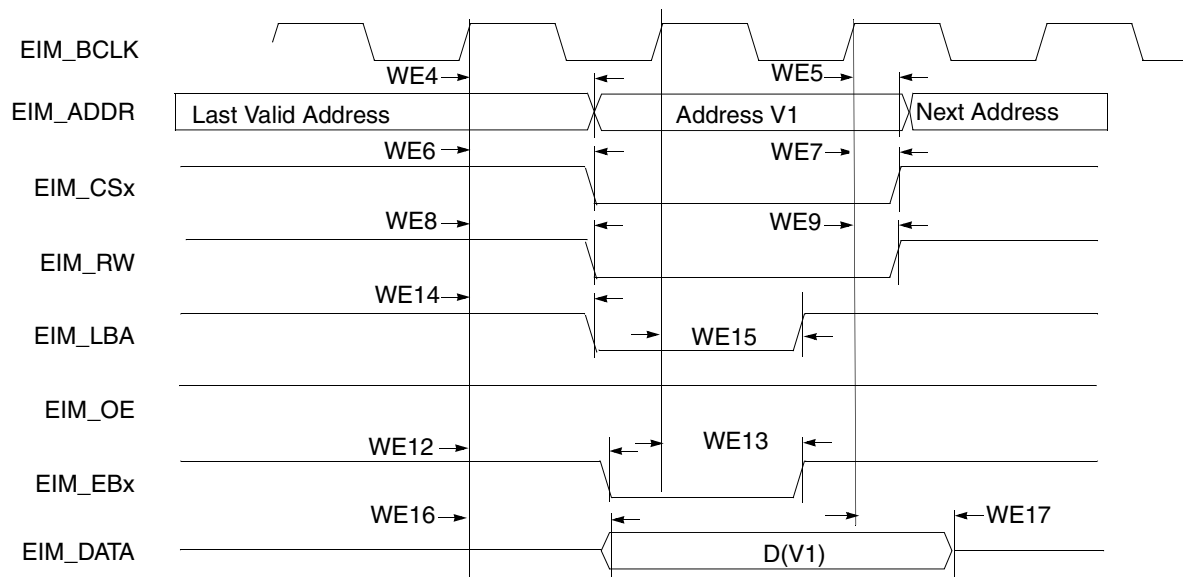 EIM_BCLK
WE4 WE5
EIM_ADDR Last Valid Address Address V1 Next Address
WE6 WE7
EIM_CSx
WE8 WE9
EIM_RW
WE14
EIM_LBA WE15
EIM_OE
WE12 WE13
EIM_EBx
WE16 WE17
EIM_DATA D(V1)